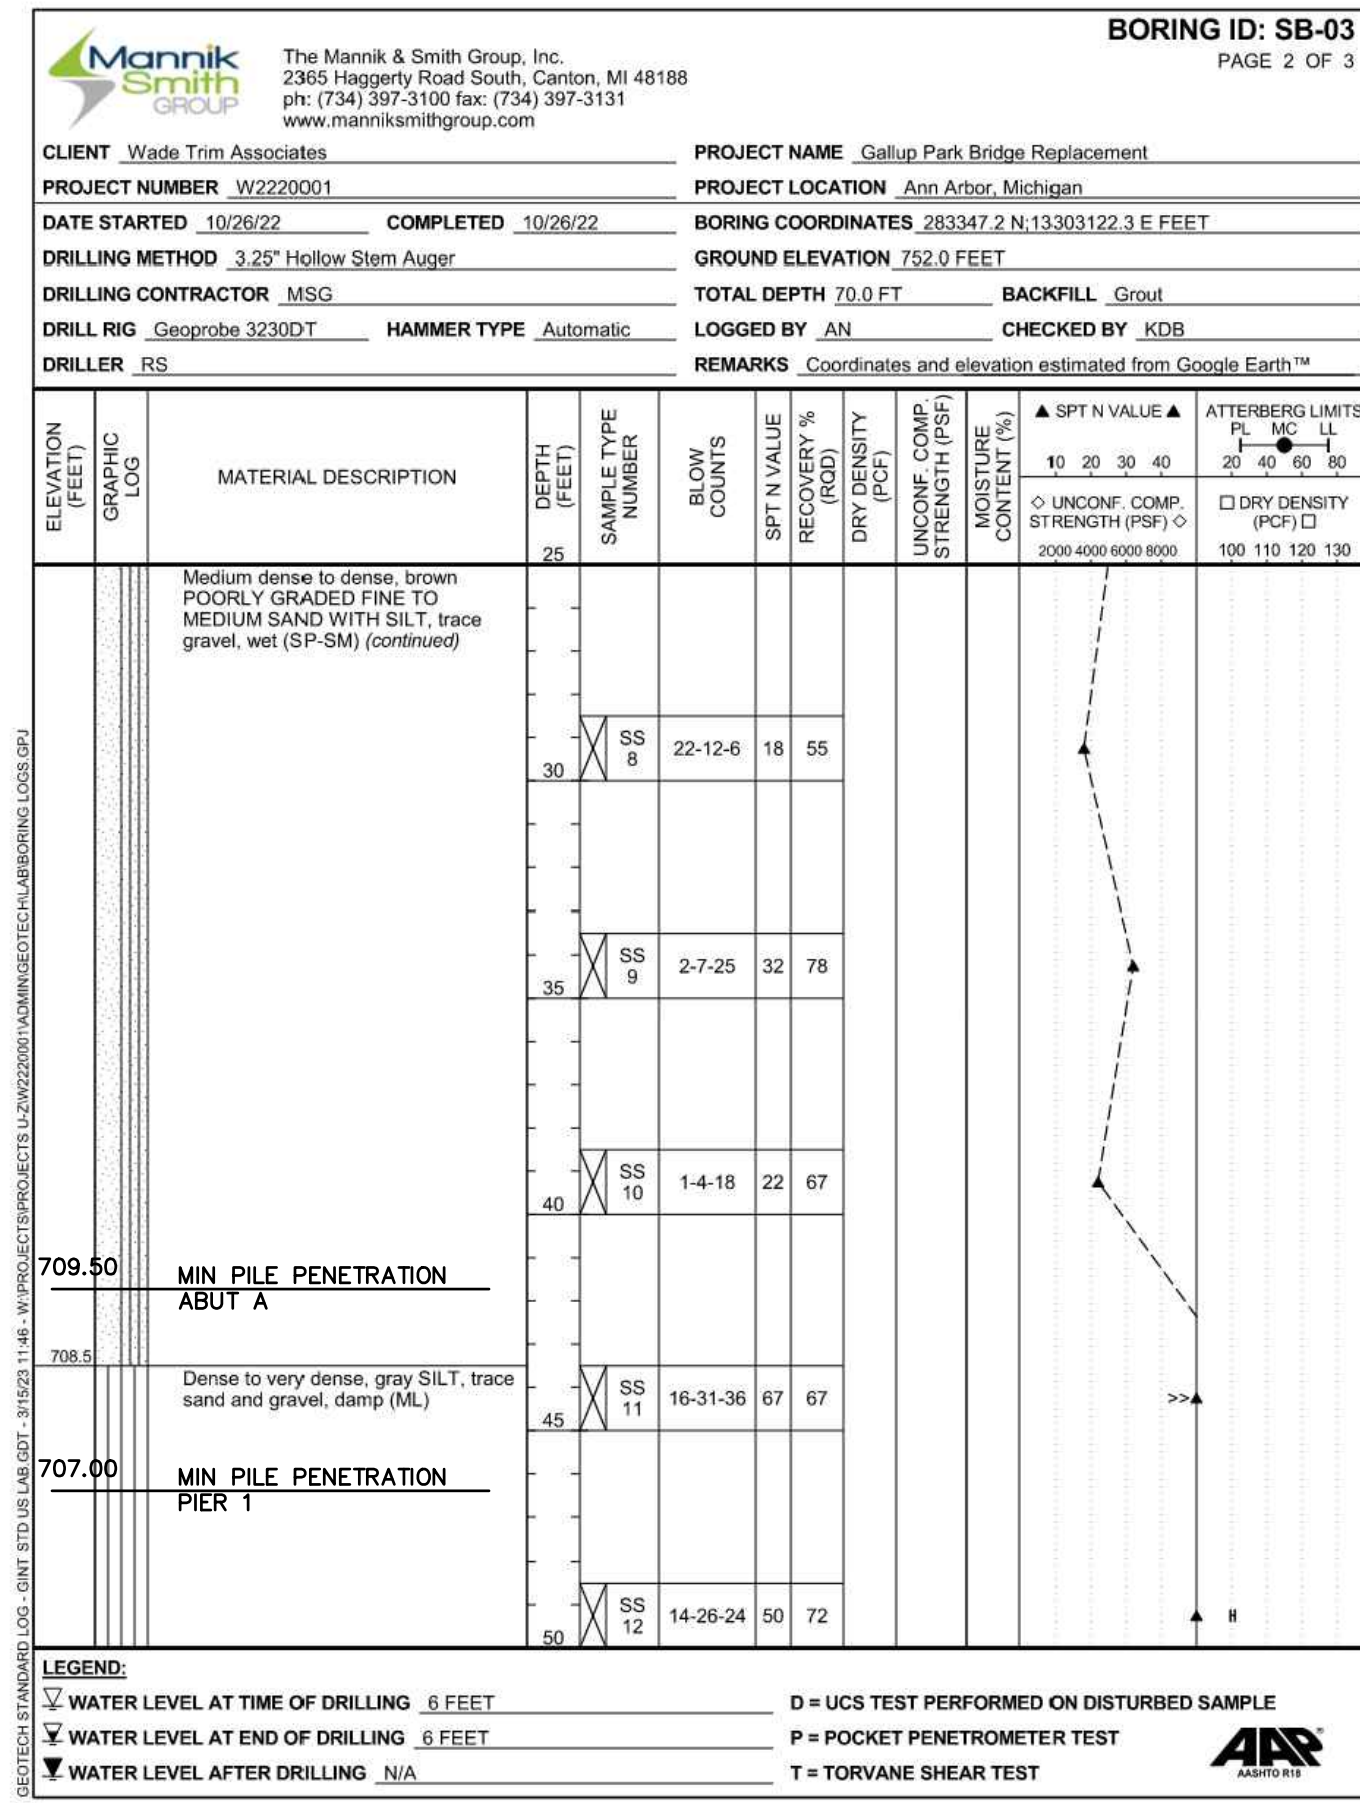 Mannik
Smith
GROUP
The Mannik & Smith Group, Inc.
2365 Haggerty Road South, Canton, MI 48188
ph: (734) 397-3100 fax: (734) 397-3131
www.manniksmithgroup.com
BORING ID: SB-03
PAGE 2 OF 3
CLIENT Wade Trim Associates
PROJECT NAME Gallup Park Bridge Replacement
PROJECT NUMBER W2220001
PROJECT LOCATION Ann Arbor, Michigan
DATE STARTED 10/26/22 COMPLETED 10/26/22
BORING COORDINATES 283347.2 N;13303122.3 E FEET
DRILLING METHOD 3.25" Hollow Stem Auger
GROUND ELEVATION 752.0 FEET
DRILLING CONTRACTOR MSG
TOTAL DEPTH 70.0 FT BACKFILL Grout
DRILL RIG Geoprobe 3230DT HAMMER TYPE Automatic
LOGGED BY AN CHECKED BY KDB
DRILLER RS
REMARKS Coordinates and elevation estimated from Google Earth™
ELEVATION
(FEET)
GRAPHIC
LOG
MATERIAL DESCRIPTION
DEPTH
(FEET)
25
SAMPLE TYPE
NUMBER
BLOW
COUNTS
SPT N VALUE
RECOVERY %
(RQD)
DRY DENSITY
(PCF)
UNCONF. COMP.
STRENGTH (PSF)
MOISTURE
CONTENT (%)
▲ SPT N VALUE ▲
10 20 30 40
◇ UNCONF. COMP.
STRENGTH (PSF) ◇
2000 4000 6000 8000
ATTERBERG LIMITS
PL MC LL
20 40 60 80
□ DRY DENSITY
(PCF) □
100 110 120 130
Medium dense to dense, brown
POORLY GRADED FINE TO
MEDIUM SAND WITH SILT, trace
gravel, wet (SP-SM) (continued)
30
SS
8
22-12-6 18 55
35
SS
9
2-7-25 32 78
40
SS
10
1-4-18 22 67
709.50 MIN PILE PENETRATION
ABUT A
708.5
Dense to very dense, gray SILT, trace
sand and gravel, damp (ML)
45
SS
11
16-31-36 67 67
>>▲
707.00 MIN PILE PENETRATION
PIER 1
50
SS
12
14-26-24 50 72
LEGEND:
WATER LEVEL AT TIME OF DRILLING 6 FEET
WATER LEVEL AT END OF DRILLING 6 FEET
WATER LEVEL AFTER DRILLING N/A
D = UCS TEST PERFORMED ON DISTURBED SAMPLE
P = POCKET PENETROMETER TEST
T = TORVANE SHEAR TEST
AAP®
AASHTO R18
GEOTECH STANDARD LOG - GINT STD US LAB.GDT - 3/15/23 11:46 - W:\PROJECTS\PROJECTS U-Z\W2220001\ADMIN\GEOTECH\LAB\BORING LOGS.GPJ